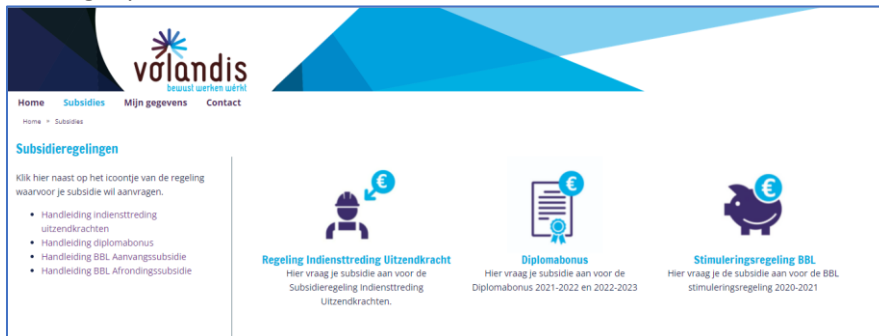 volandis
bewust werken wérkt
Home Subsidies Mijn gegevens Contact
Home > Subsidies
Subsidieregelingen
Klik hier naast op het icoontje van de regeling
waarvoor je subsidie wil aanvragen.
• Handleiding indiensttreding
uitzendkrachten
• Handleiding diplomabonus
• Handleiding BBL Aanvangssubsidie
• Handleiding BBL Afrondingssubsidie
€
Regeling Indiensttreding Uitzendkracht
Hier vraag je subsidie aan voor de
Subsidieregeling Indiensttreding
Uitzendkrachten.
€
Diplomabonus
Hier vraag je subsidie aan voor de
Diplomabonus 2021-2022 en 2022-2023
€
Stimuleringsregeling BBL
Hier vraag je de subsidie aan voor de BBL
stimuleringsregeling 2020-2021